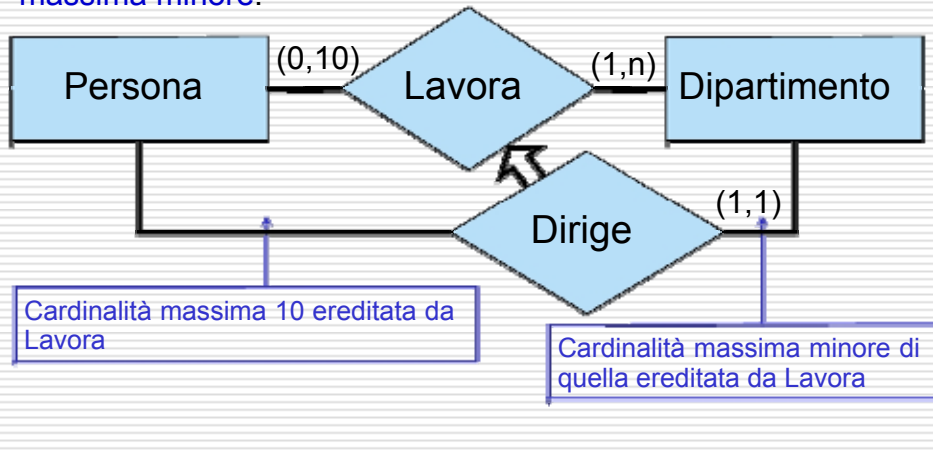 massima minore.
Persona
(0,10)
Lavora
(1,n)
Dipartimento
Dirige
(1,1)
Cardinalità massima 10 ereditata da
Lavora
Cardinalità massima minore di
quella ereditata da Lavora